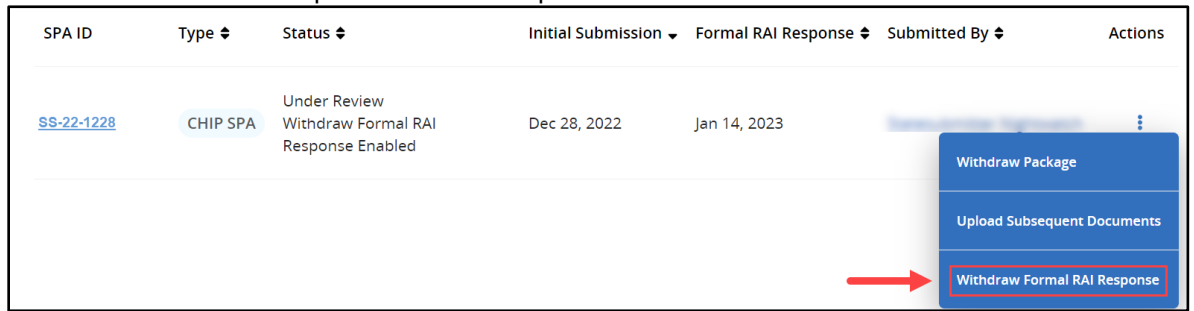 SPA ID Type Status Initial Submission Formal RAI Response Submitted By Actions
Under Review
SS-22-1228 CHIP SPA Withdraw Formal RAI Dec 28, 2022 Jan 14, 2023
Response Enabled
Withdraw Package
Upload Subsequent Documents
Withdraw Formal RAI Response